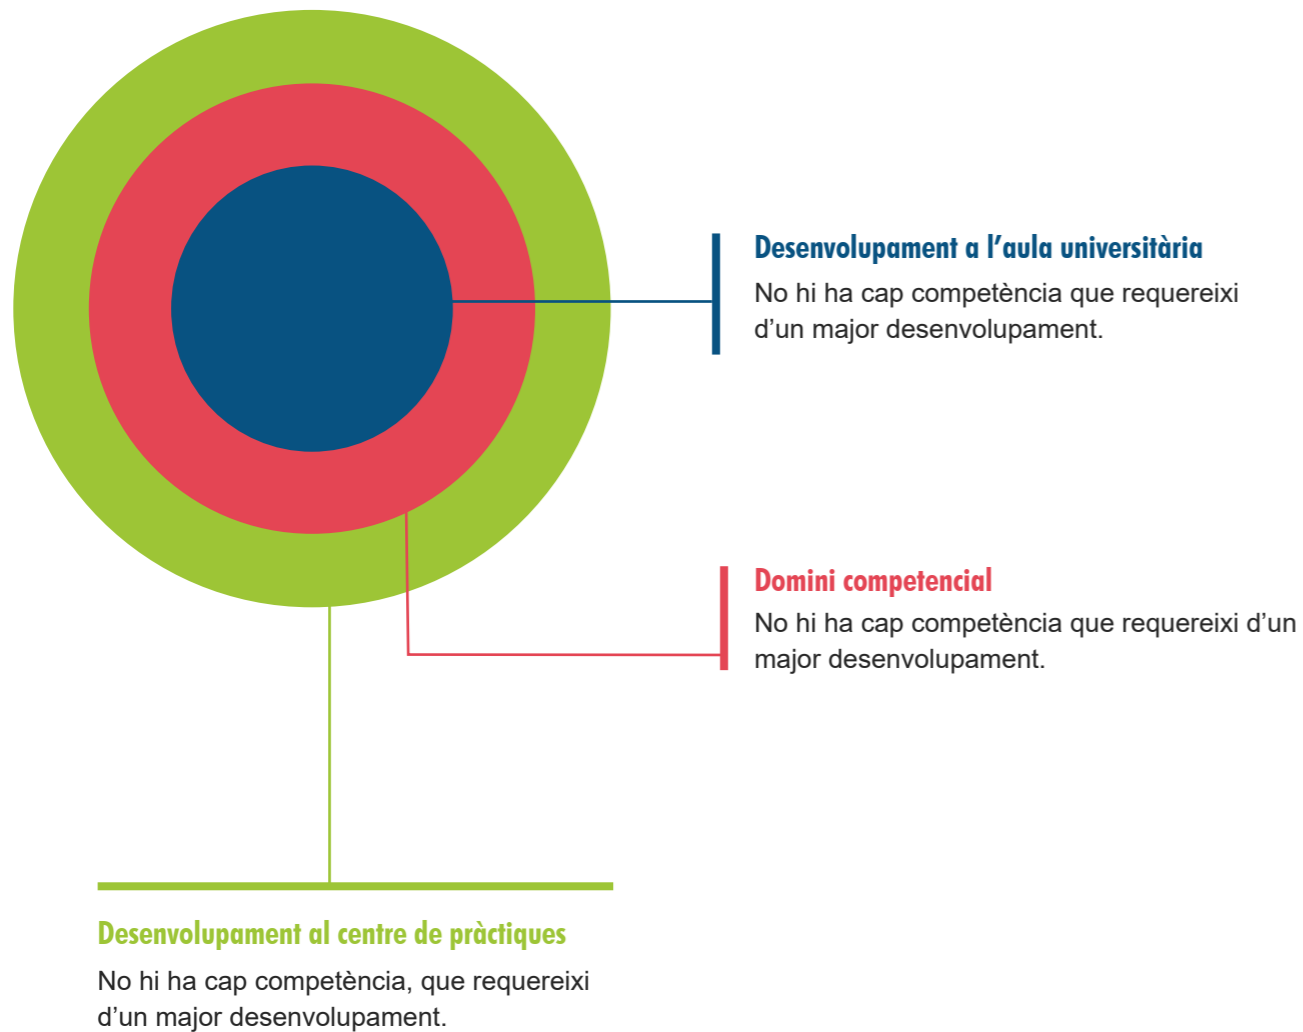 Desenvolupament a l’aula universitària
No hi ha cap competència que requereixi
d’un major desenvolupament.
Domini competencial
No hi ha cap competència que requereixi d’un
major desenvolupament.
Desenvolupament al centre de pràctiques
No hi ha cap competència, que requereixi
d’un major desenvolupament.